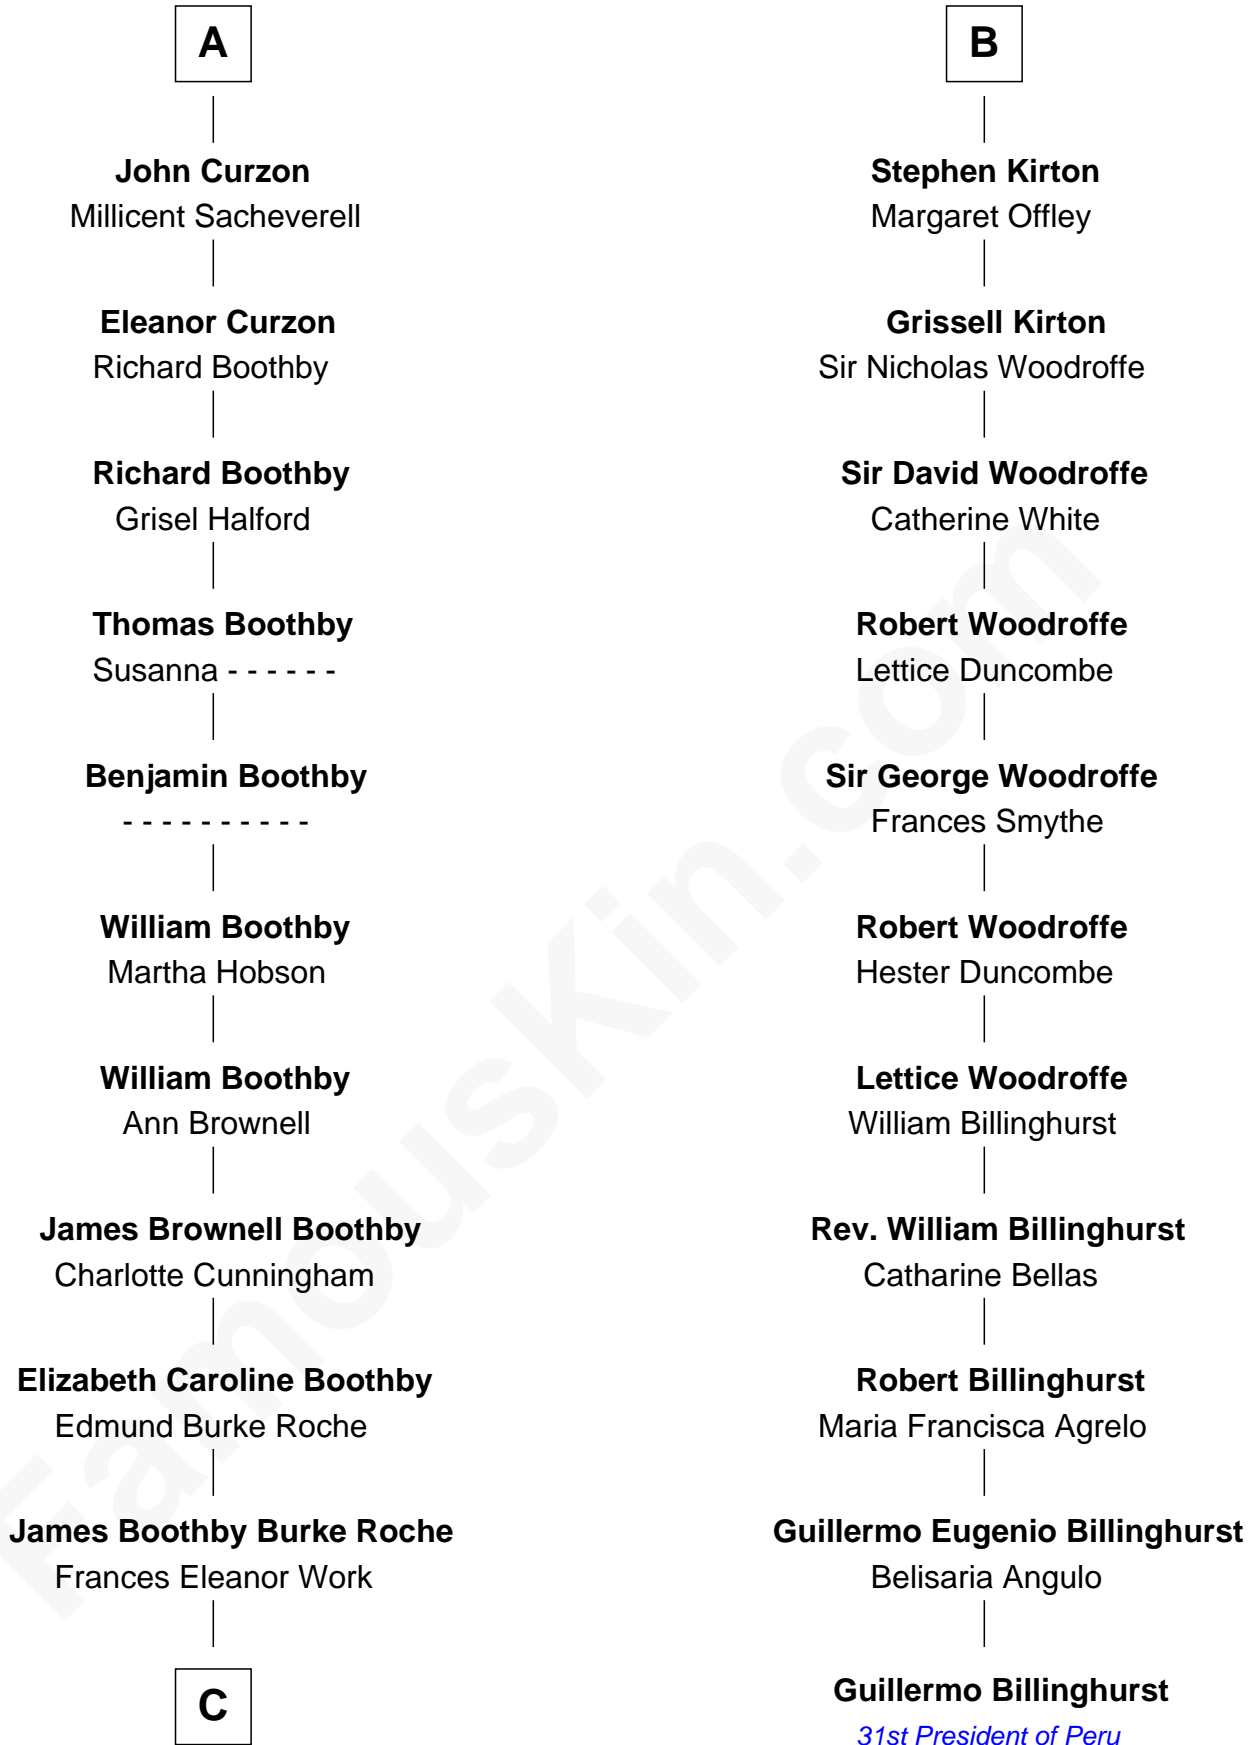 A
John Curzon
Millicent Sacheverell
Eleanor Curzon
Richard Boothby
Richard Boothby
Grisel Halford
Thomas Boothby
Susanna - - - - - -
Benjamin Boothby
- - - - - - - - - -
William Boothby
Martha Hobson
William Boothby
Ann Brownell
James Brownell Boothby
Charlotte Cunningham
Elizabeth Caroline Boothby
Edmund Burke Roche
James Boothby Burke Roche
Frances Eleanor Work
C
B
Stephen Kirton
Margaret Offley
Grissell Kirton
Sir Nicholas Woodroffe
Sir David Woodroffe
Catherine White
Robert Woodroffe
Lettice Duncombe
Sir George Woodroffe
Frances Smythe
Robert Woodroffe
Hester Duncombe
Lettice Woodroffe
William Billinghurst
Rev. William Billinghurst
Catharine Bellas
Robert Billinghurst
Maria Francisca Agrelo
Guillermo Eugenio Billinghurst
Belisaria Angulo
Guillermo Billinghurst
31st President of Peru
FamousKin.com